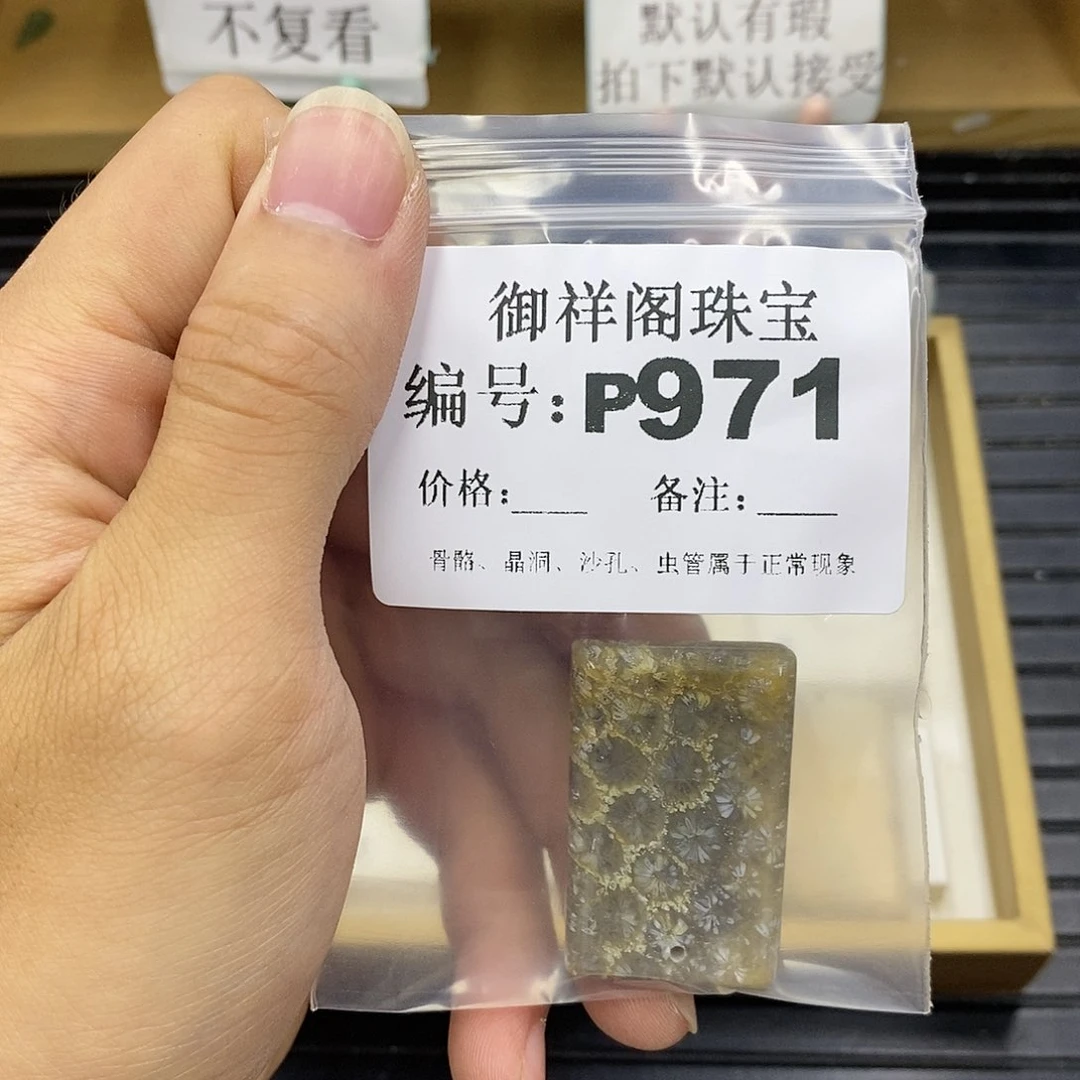 不复看
默认有瑕
拍下默认接受
御祥阁珠宝
编号:P971
价格:____ 备注:____
骨骼、晶洞、沙孔、虫管属于正常现象